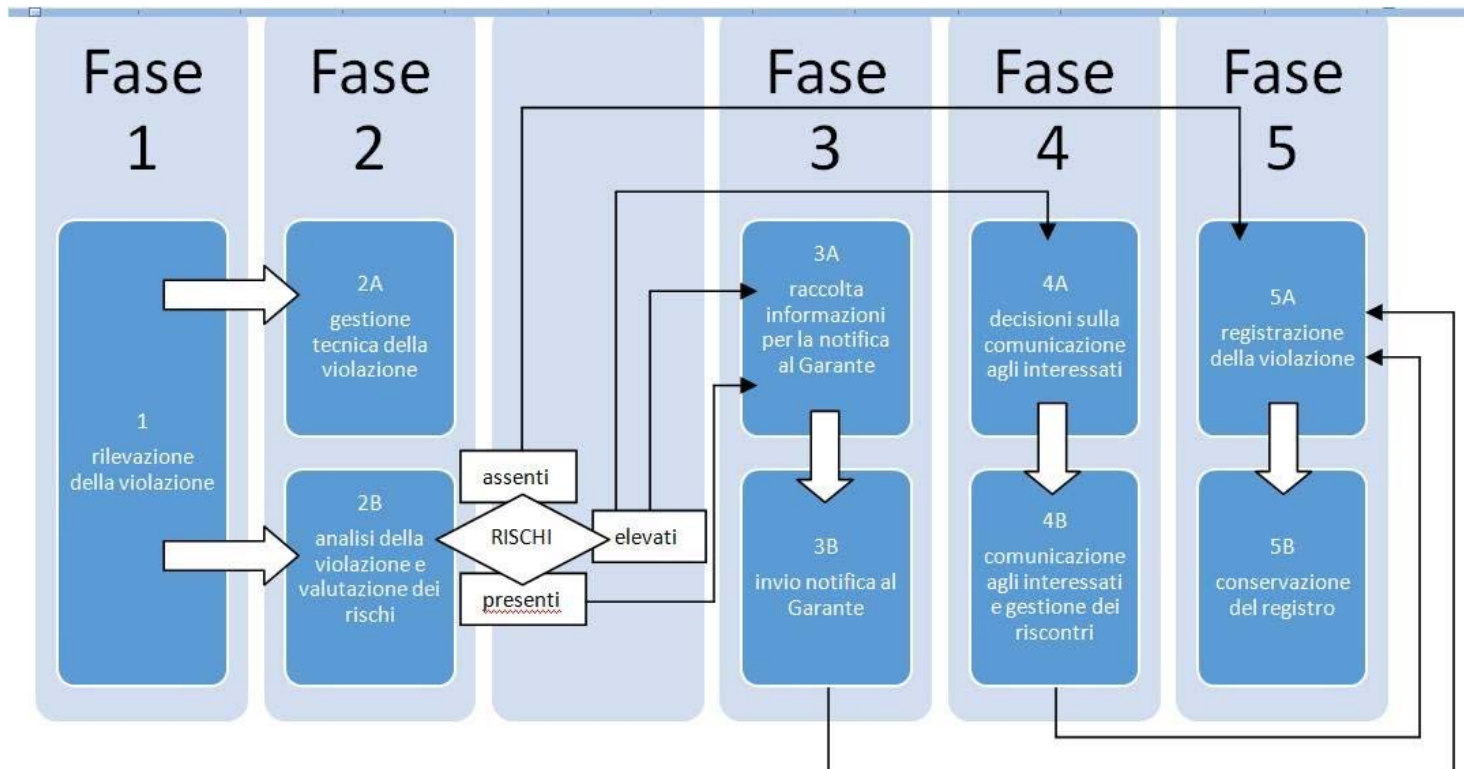 Fase
1
Fase
2
Fase
3
Fase
4
Fase
5
1
rilevazione
della violazione
2A
gestione
tecnica della
violazione
2B
analisi della
violazione e
valutazione dei
rischi
assenti
RISCHI
elevati
presenti
3A
raccolta
informazioni
per la notifica
al Garante
3B
invio notifica al
Garante
4A
decisioni sulla
comunicazione
agli interessati
4B
comunicazione
agli interessati
e gestione dei
riscontri
5A
registrazione
della violazione
5B
conservazione
del registro